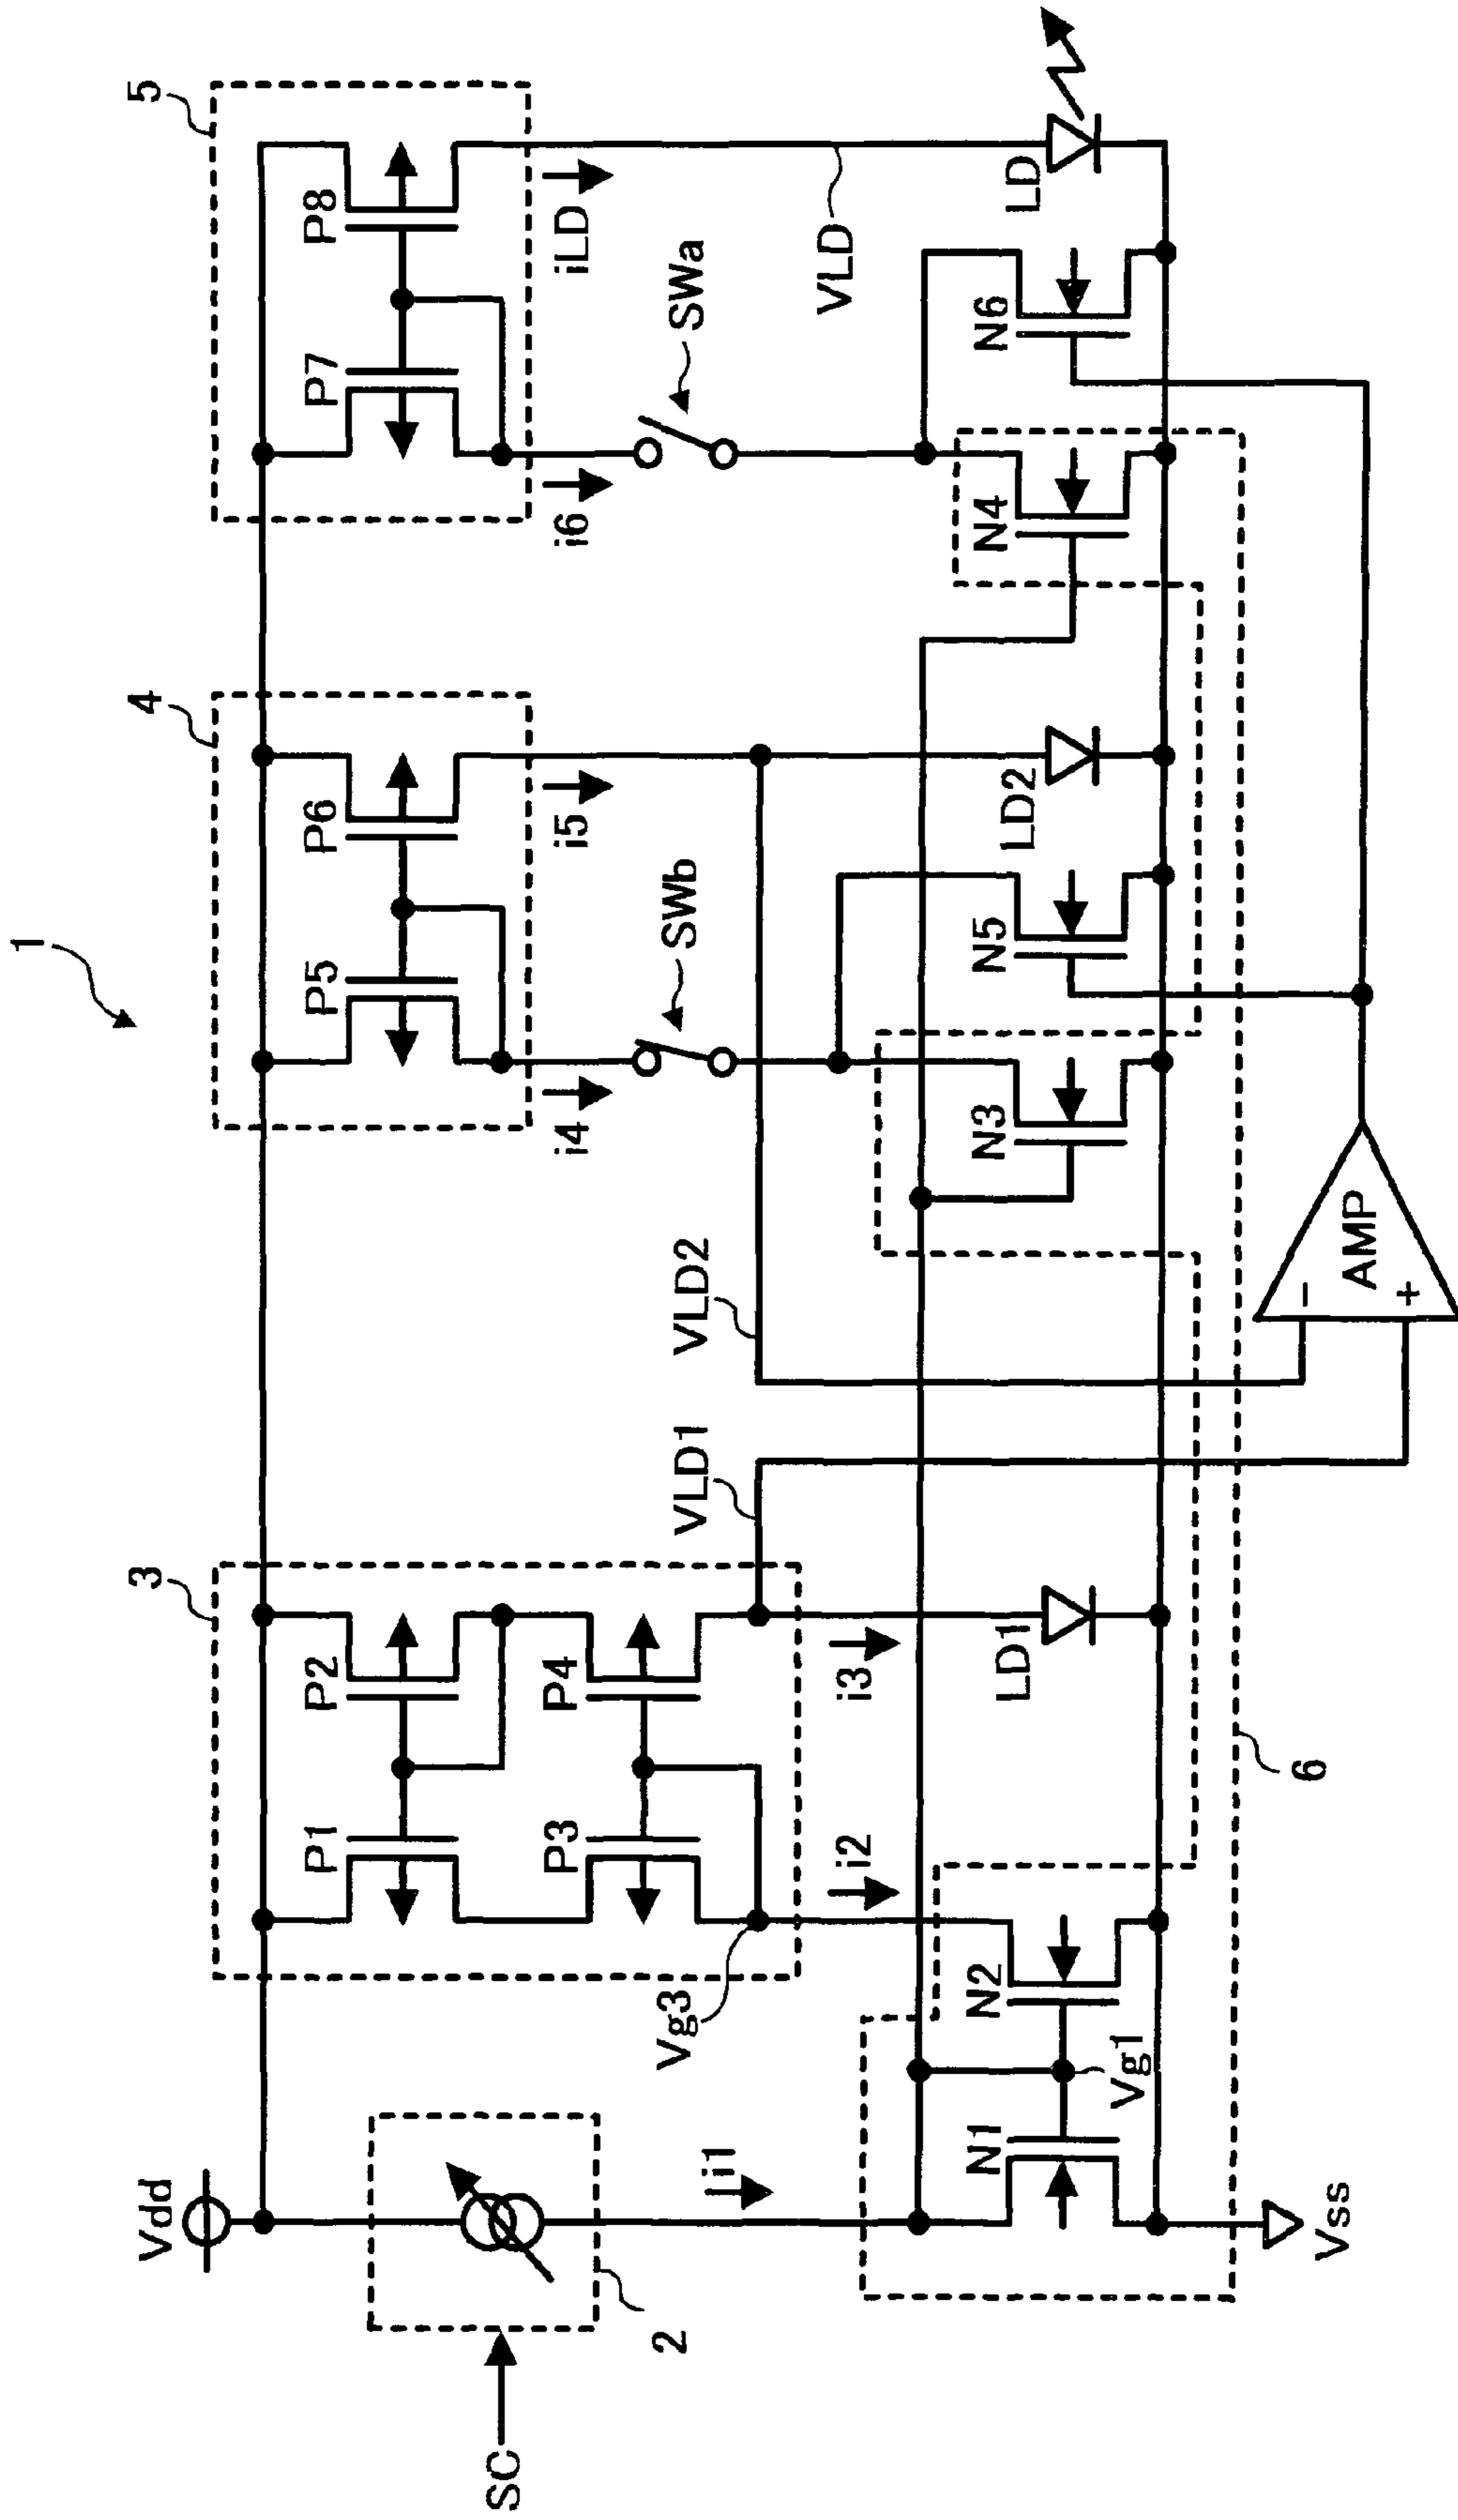 1
Vdd
3
4
5
P1
P2
P5
P6
P7
P8
SC
2
P3
P4
i4
i5
i6
iLD
Vg3
VLD1
VLD2
SWb
SWa
i1
i2
i3
VLD
N1
N2
LD1
N3
N5
LD2
N4
N6
LD
Vg1
Vss
6
−
+
AMP